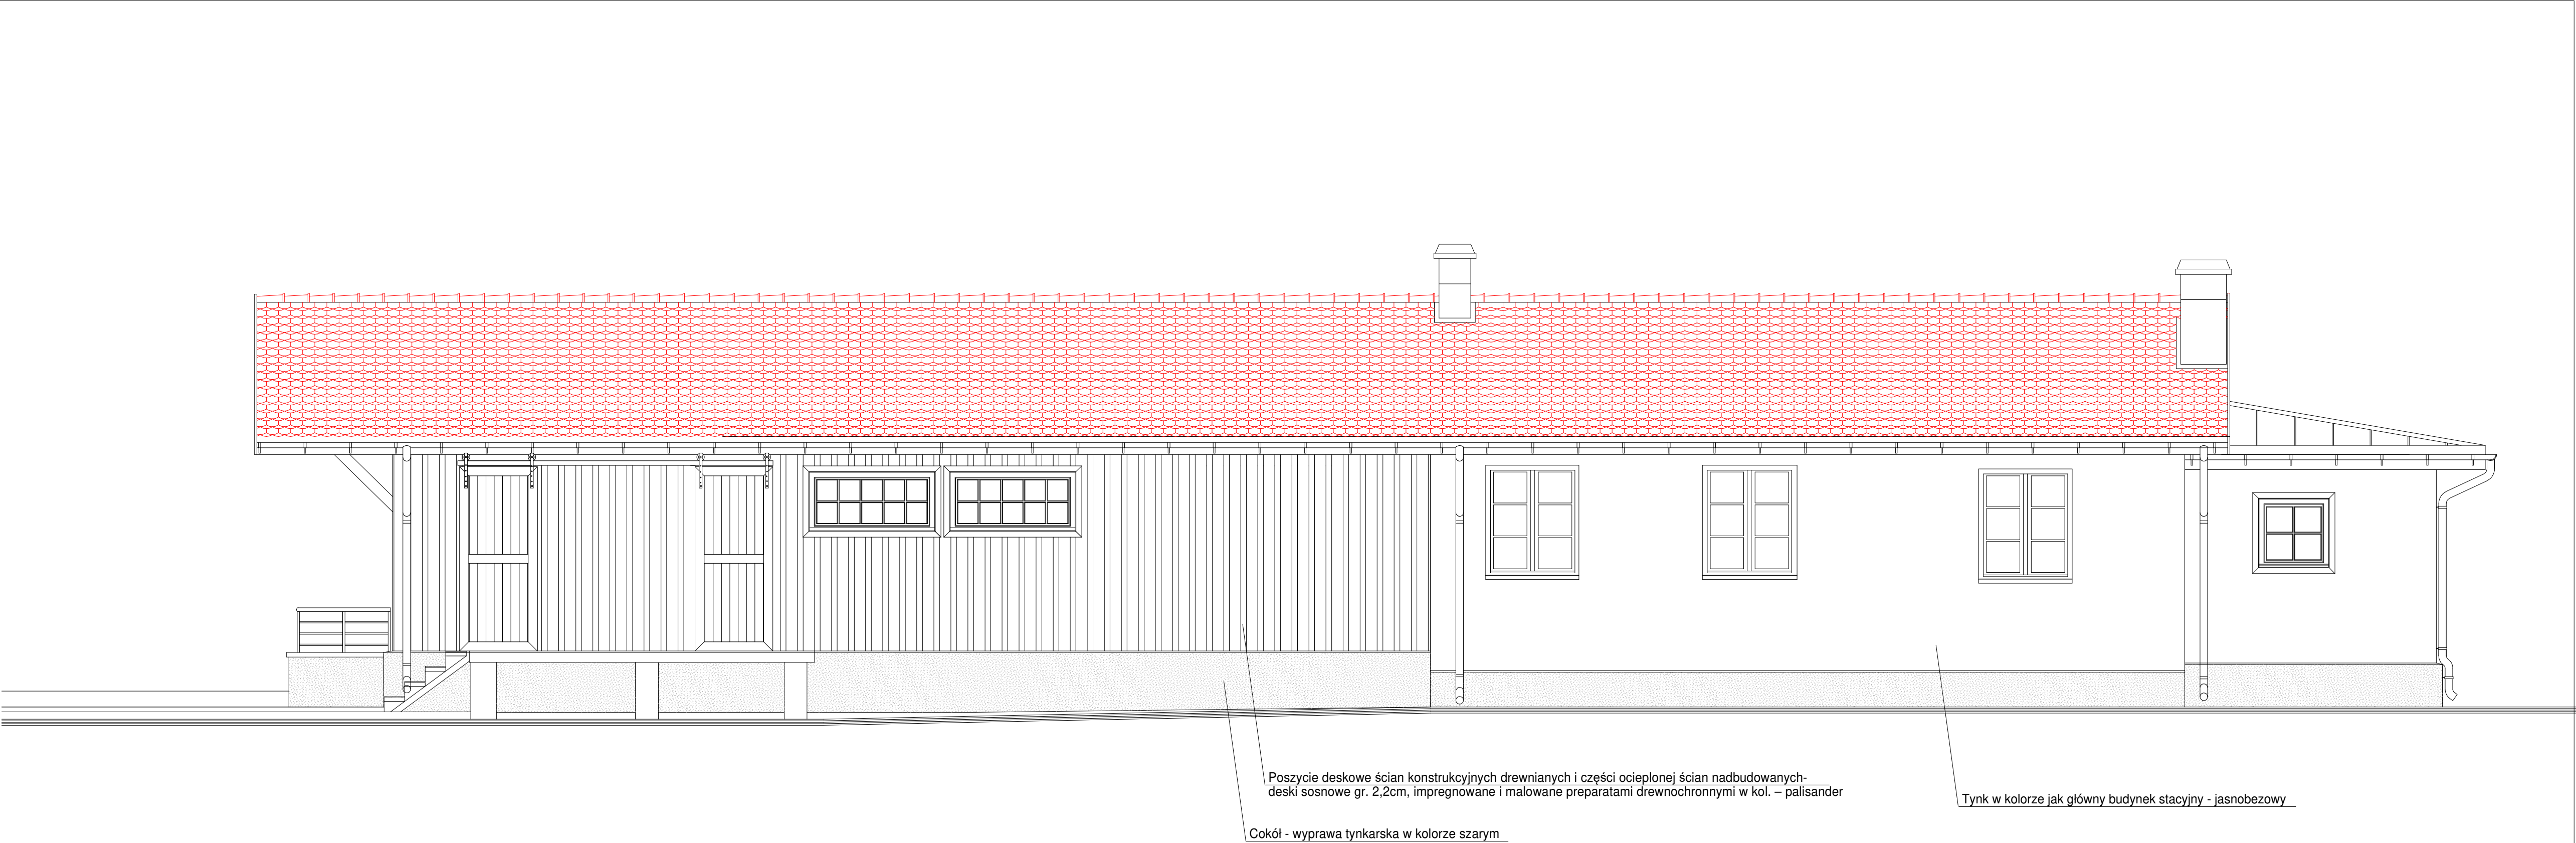 Poszycie deskowe ścian konstrukcyjnych drewnianych i części ocieplonej ścian nadbudowanych-
deski sosnowe gr. 2,2cm, impregnowane i malowane preparatami drewnochronnymi w kol. – palisander
Tynk w kolorze jak główny budynek stacyjny - jasnobezowy
Cokół - wyprawa tynkarska w kolorze szarym